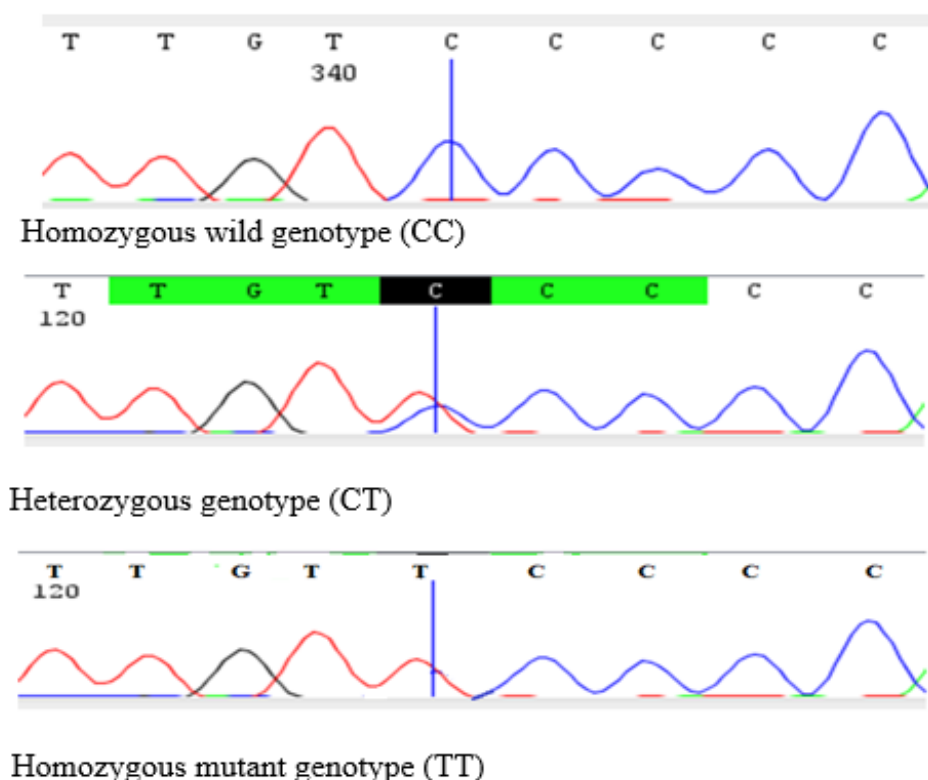 T T G T C C C C C
340
Homozygous wild genotype (CC)
T T G T C C C C C
120
Heterozygous genotype (CT)
T T G T T C C C C
120
Homozygous mutant genotype (TT)